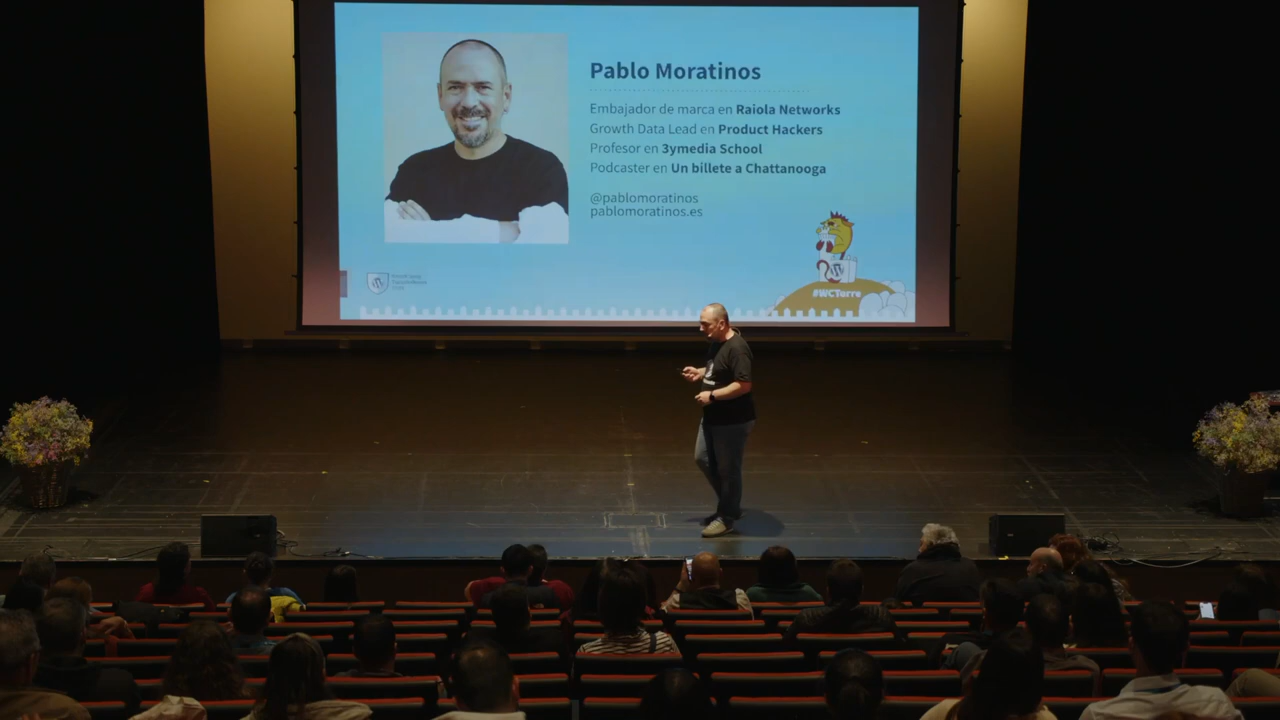 Pablo Moratinos
Embajador de marca en Raiola Networks
Growth Data Lead en Product Hackers
Profesor en 3ymedia School
Podcaster en Un billete a Chattanooga
@pablomoratinos
pablomoratinos.es
#WCTorre